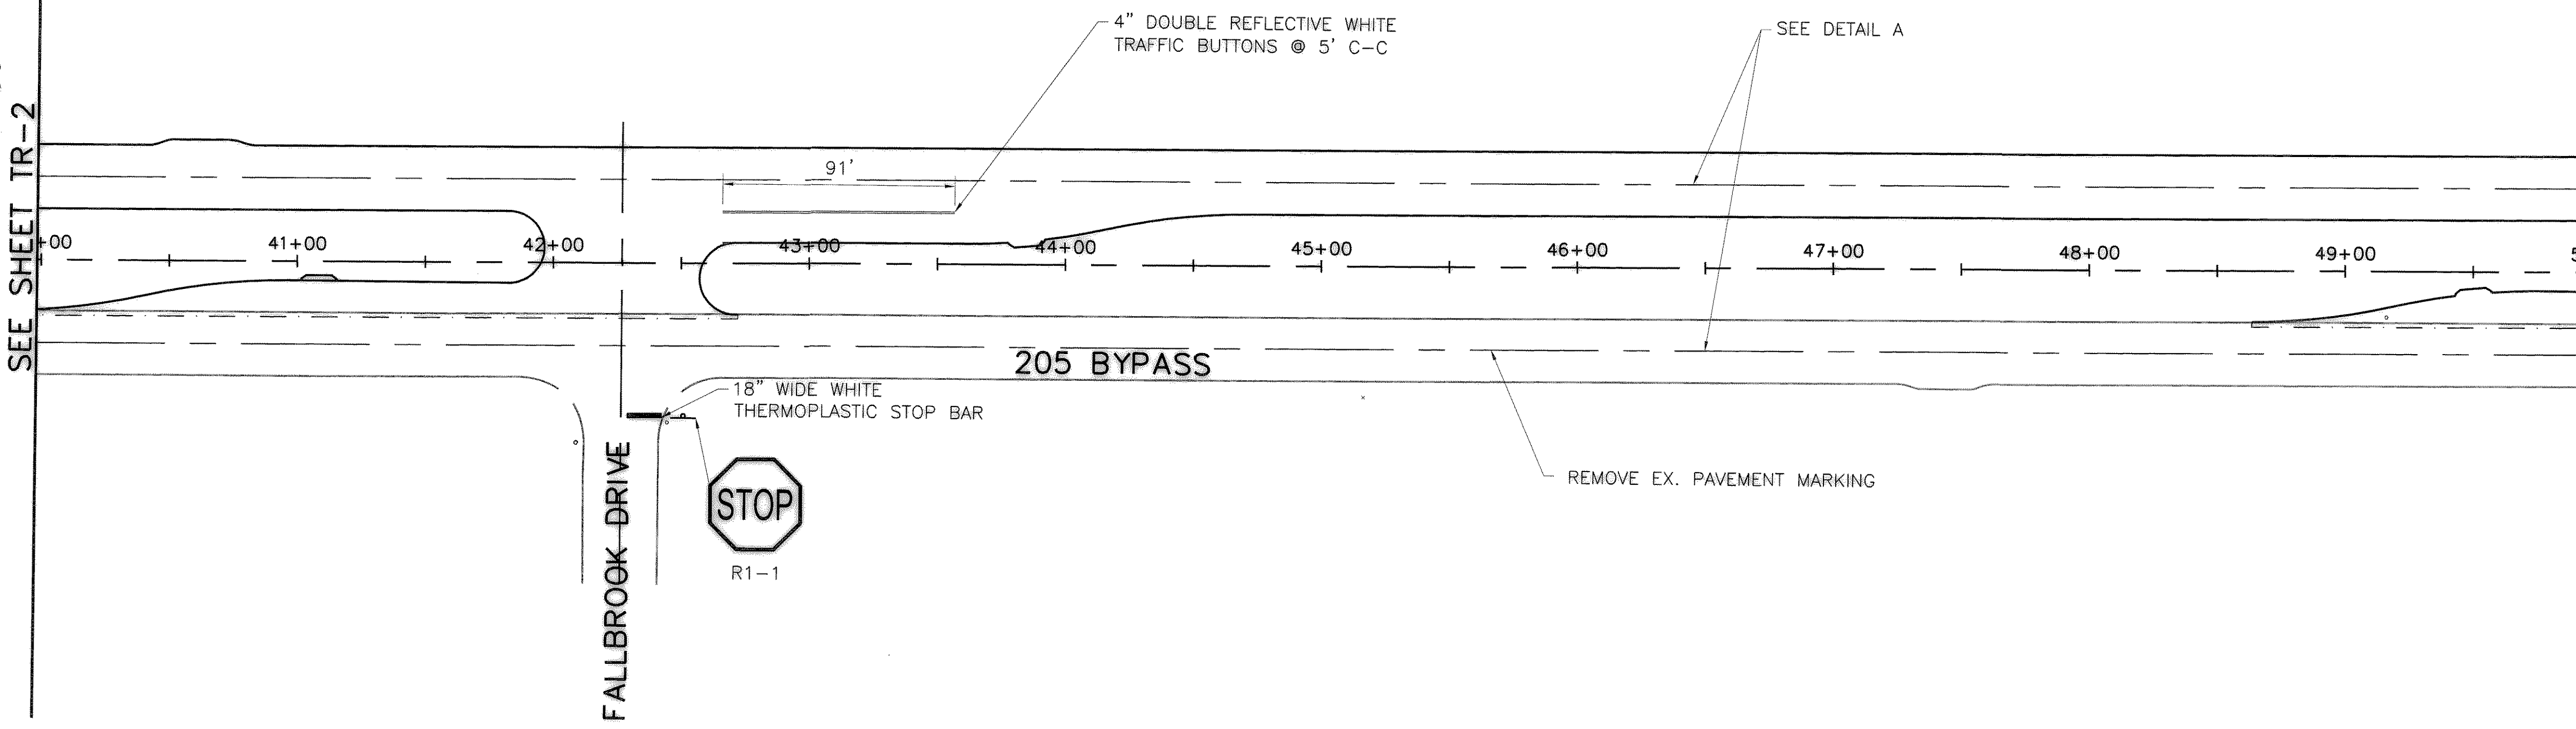 4" DOUBLE REFLECTIVE WHITE
TRAFFIC BUTTONS @ 5' C-C
SEE DETAIL A
SEE SHEET TR-2
91'
+00
41+00
42+00
43+00
44+00
45+00
46+00
47+00
48+00
49+00
205 BYPASS
18" WIDE WHITE
THERMOPLASTIC STOP BAR
FALLBROOK DRIVE
STOP
R1-1
REMOVE EX. PAVEMENT MARKING